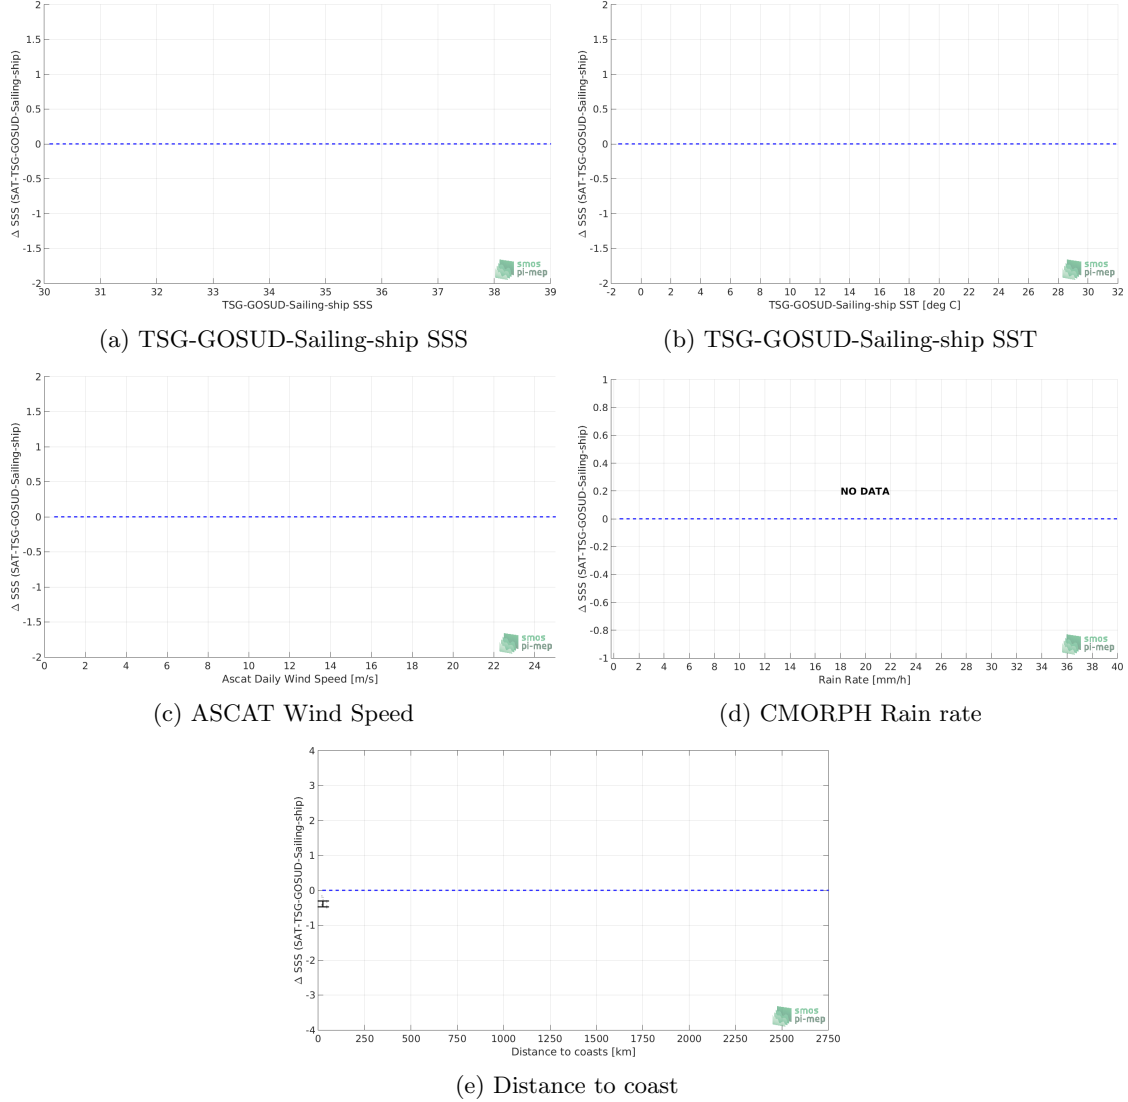 2
1.5
1
0.5
0
-0.5
-1
-1.5
-2
Δ SSS (SAT-TSG-GOSUD-Sailing-ship)
30 31 32 33 34 35 36 37 38 39
TSG-GOSUD-Sailing-ship SSS
smos
pi-mep
(a) TSG-GOSUD-Sailing-ship SSS
2
1.5
1
0.5
0
-0.5
-1
-1.5
-2
Δ SSS (SAT-TSG-GOSUD-Sailing-ship)
-2 0 2 4 6 8 10 12 14 16 18 20 22 24 26 28 30 32
TSG-GOSUD-Sailing-ship SST [deg C]
smos
pi-mep
(b) TSG-GOSUD-Sailing-ship SST
2
1.5
1
0.5
0
-0.5
-1
-1.5
-2
Δ SSS (SAT-TSG-GOSUD-Sailing-ship)
0 2 4 6 8 10 12 14 16 18 20 22 24
Ascat Daily Wind Speed [m/s]
smos
pi-mep
(c) ASCAT Wind Speed
1
0.8
0.6
0.4
0.2
0
-0.2
-0.4
-0.6
-0.8
-1
Δ SSS (SAT-TSG-GOSUD-Sailing-ship)
NO DATA
0 2 4 6 8 10 12 14 16 18 20 22 24 26 28 30 32 34 36 38 40
Rain Rate [mm/h]
smos
pi-mep
(d) CMORPH Rain rate
4
3
2
1
0
-1
-2
-3
-4
Δ SSS (SAT-TSG-GOSUD-Sailing-ship)
0 250 500 750 1000 1250 1500 1750 2000 2250 2500 2750
Distance to coasts [km]
smos
pi-mep
(e) Distance to coast